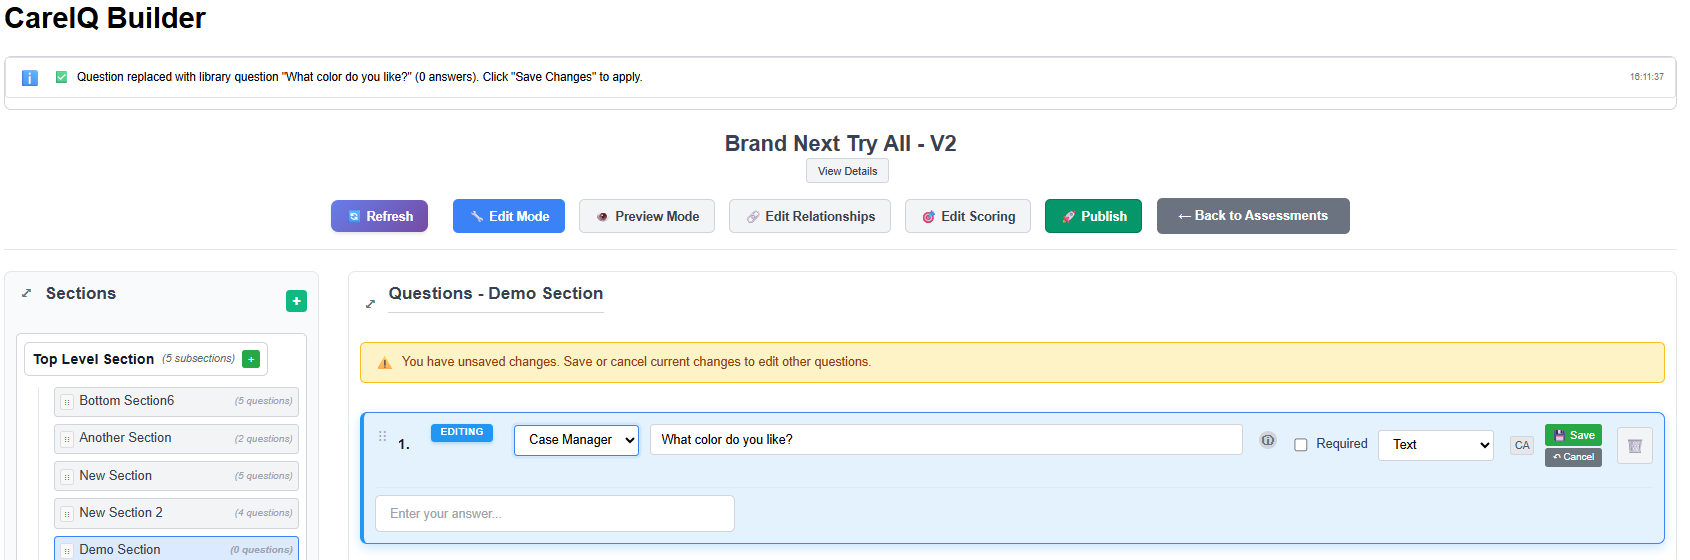 CareIQ Builder
Question replaced with library question "What color do you like?" (0 answers). Click "Save Changes" to apply.
16:11:37
Brand Next Try All - V2
View Details
Refresh
Edit Mode
Preview Mode
Edit Relationships
Edit Scoring
Publish
← Back to Assessments
Sections
+
Top Level Section (5 subsections) +
Bottom Section6 (5 questions)
Another Section (2 questions)
New Section (5 questions)
New Section 2 (4 questions)
Demo Section (0 questions)
Questions - Demo Section
You have unsaved changes. Save or cancel current changes to edit other questions.
1.
EDITING
Case Manager
What color do you like?
Required
Text
CA
Save
↶ Cancel
Enter your answer...